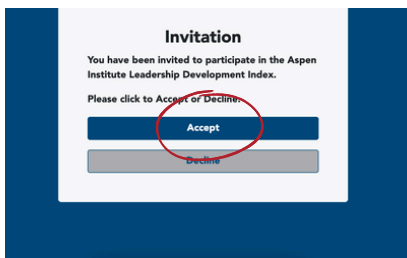 Invitation
You have been invited to participate in the Aspen
Institute Leadership Development Index.
Please click to Accept or Decline.
Accept
Decline